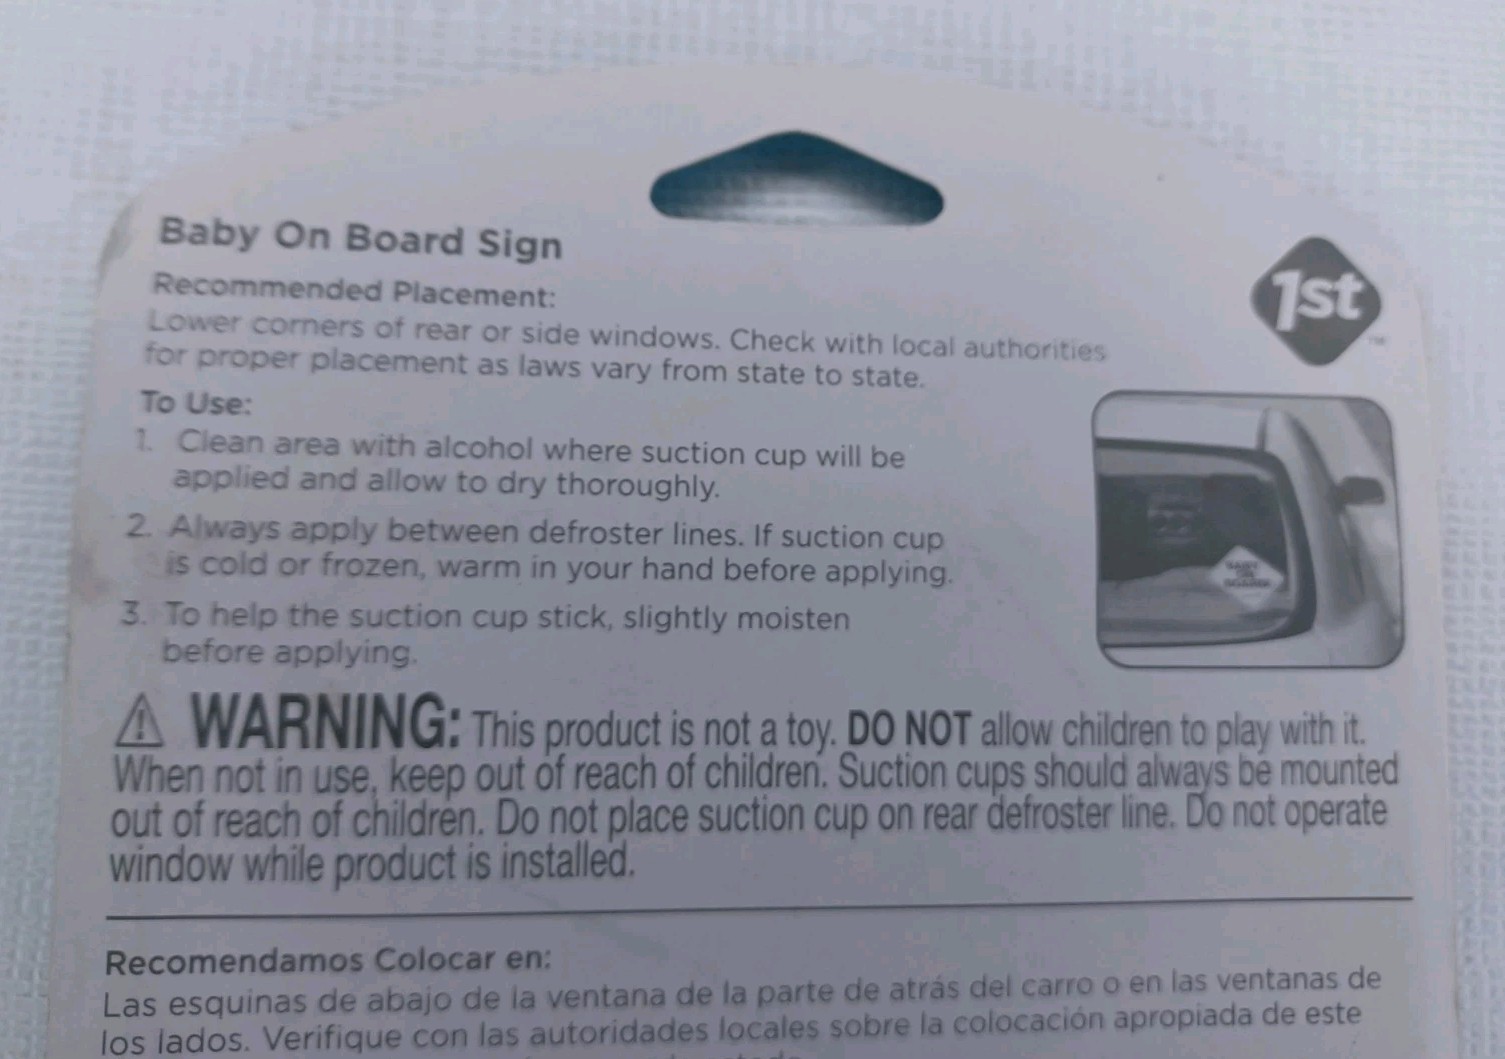 Baby On Board Sign
1st
TM
Recommended Placement:
Lower corners of rear or side windows. Check with local authorities
for proper placement as laws vary from state to state.
To Use:
1. Clean area with alcohol where suction cup will be
applied and allow to dry thoroughly.
2. Always apply between defroster lines. If suction cup
is cold or frozen, warm in your hand before applying.
3. To help the suction cup stick, slightly moisten
before applying.
BABY
ON
BOARD
⚠ WARNING: This product is not a toy. DO NOT allow children to play with it.
When not in use, keep out of reach of children. Suction cups should always be mounted
out of reach of children. Do not place suction cup on rear defroster line. Do not operate
window while product is installed.
Recomendamos Colocar en:
Las esquinas de abajo de la ventana de la parte de atrás del carro o en las ventanas de
los lados. Verifique con las autoridades locales sobre la colocación apropiada de este